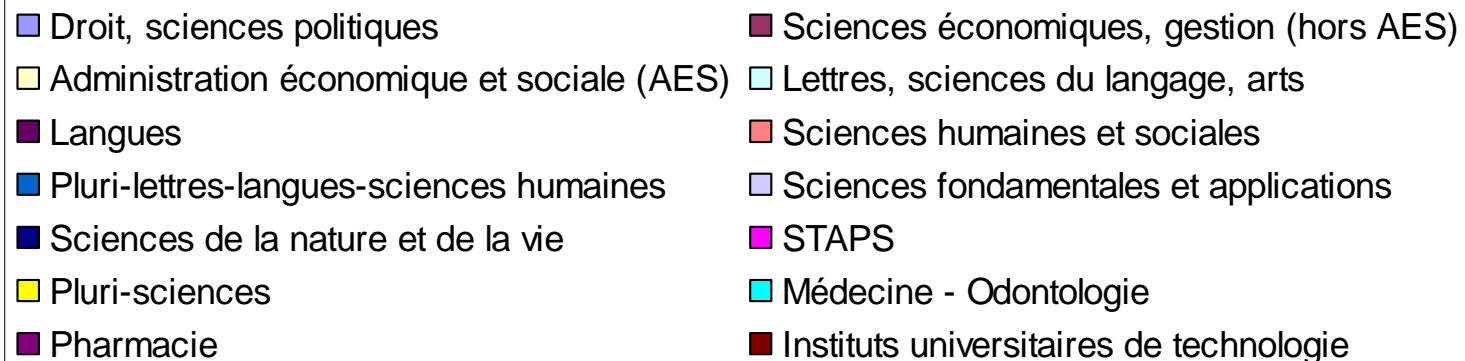 Droit, sciences politiques
Sciences économiques, gestion (hors AES)
Administration économique et sociale (AES)
Lettres, sciences du langage, arts
Langues
Sciences humaines et sociales
Pluri-lettres-langues-sciences humaines
Sciences fondamentales et applications
Sciences de la nature et de la vie
STAPS
Pluri-sciences
Médecine - Odontologie
Pharmacie
Instituts universitaires de technologie